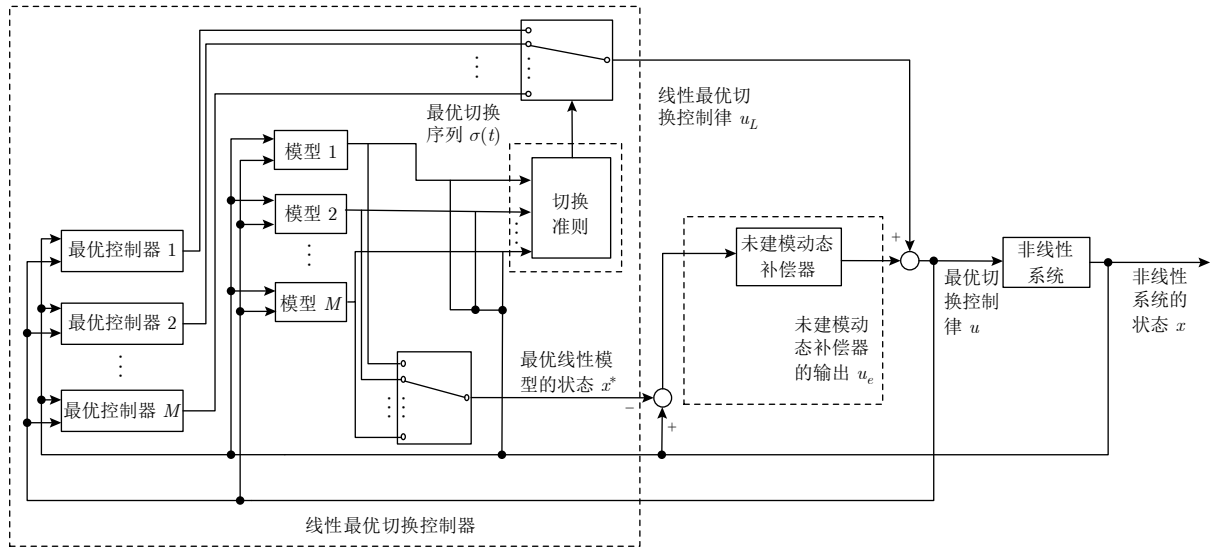 最优切换
序列 σ(t)
线性最优切
换控制律 u_L
模型 1
模型 2
模型 M
切换
准则
最优控制器 1
最优控制器 2
最优控制器 M
未建模动态
补偿器
+
非线性
系统
最优切
换控制
律 u
非线性
系统的
状态 x
未建模动
态补偿器
的输出 u_e
最优线性模
型的状态 x*
−
+
线性最优切换控制器